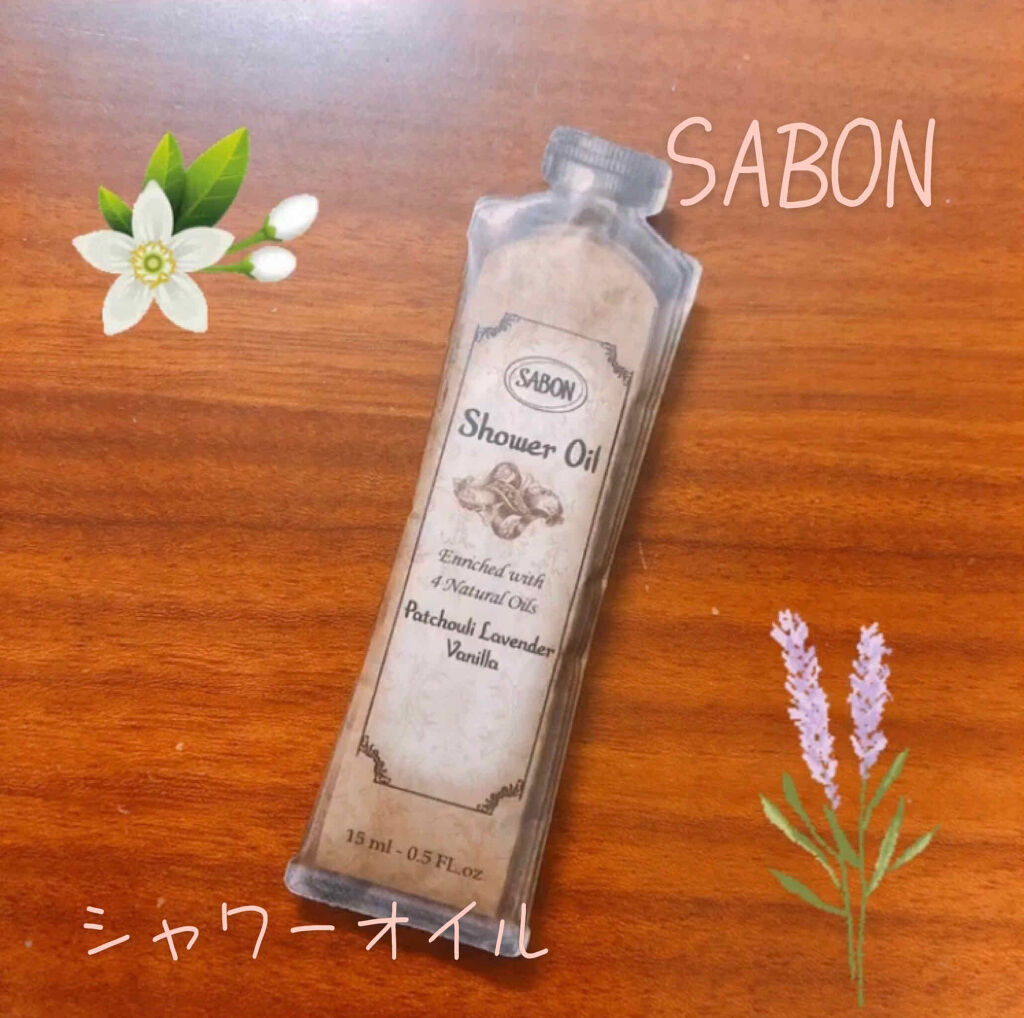 SABON
SABON
Shower Oil
Enriched with
4 Natural Oils
Patchouli Lavender
Vanilla
15 ml - 0.5 FL.oz
シャワーオイル